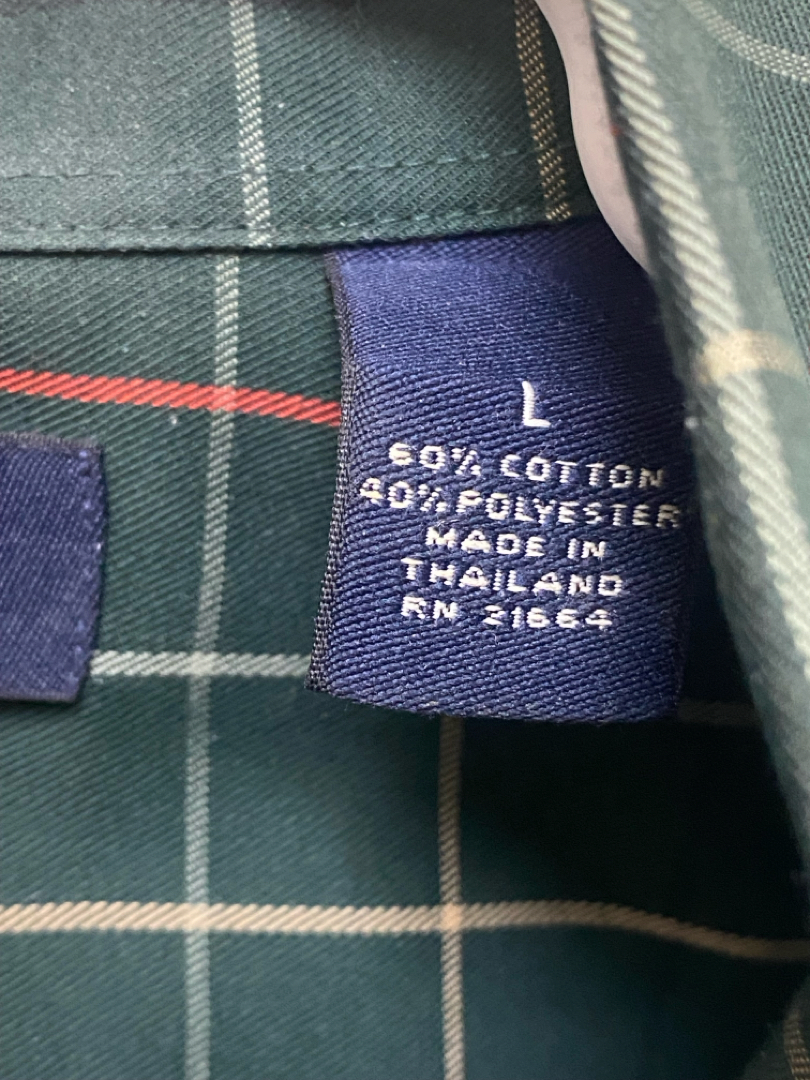 L
60% COTTON
40% POLYESTER
MADE IN
THAILAND
RN 21664